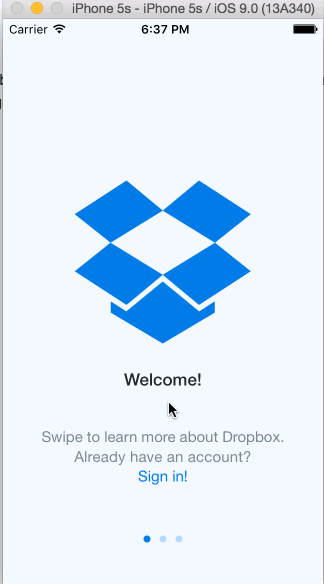 iPhone 5s - iPhone 5s / iOS 9.0 (13A340)
Carrier 6:37 PM
Welcome!
Swipe to learn more about Dropbox.
Already have an account?
Sign in!